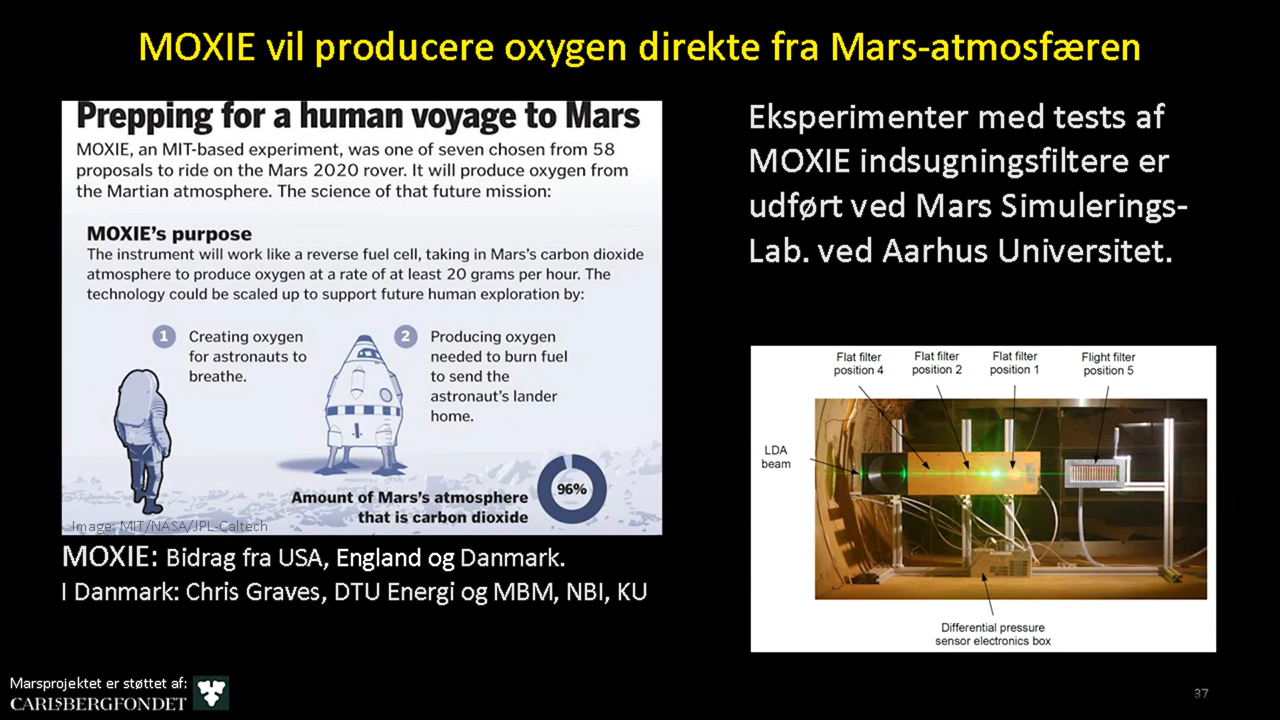 MOXIE vil producere oxygen direkte fra Mars-atmosfæren
Prepping for a human voyage to Mars
MOXIE, an MIT-based experiment, was one of seven chosen from 58
proposals to ride on the Mars 2020 rover. It will produce oxygen from
the Martian atmosphere. The science of that future mission:
MOXIE's purpose
The instrument will work like a reverse fuel cell, taking in Mars's carbon dioxide
atmosphere to produce oxygen at a rate of at least 20 grams per hour. The
technology could be scaled up to support future human exploration by:
1
Creating oxygen
for astronauts to
breathe.
2
Producing oxygen
needed to burn fuel
to send the
astronaut's lander
home.
Amount of Mars's atmosphere
that is carbon dioxide
96%
Image: MIT/NASA/JPL-Caltech
MOXIE: Bidrag fra USA, England og Danmark.
I Danmark: Chris Graves, DTU Energi og MBM, NBI, KU
Eksperimenter med tests af
MOXIE indsugningsfiltere er
udført ved Mars Simulerings-
Lab. ved Aarhus Universitet.
Flat filter
position 4
Flat filter
position 2
Flat filter
position 1
Flight filter
position 5
LDA
beam
Differential pressure
sensor electronics box
Marsprojektet er støttet af:
CARLSBERGFONDET
37